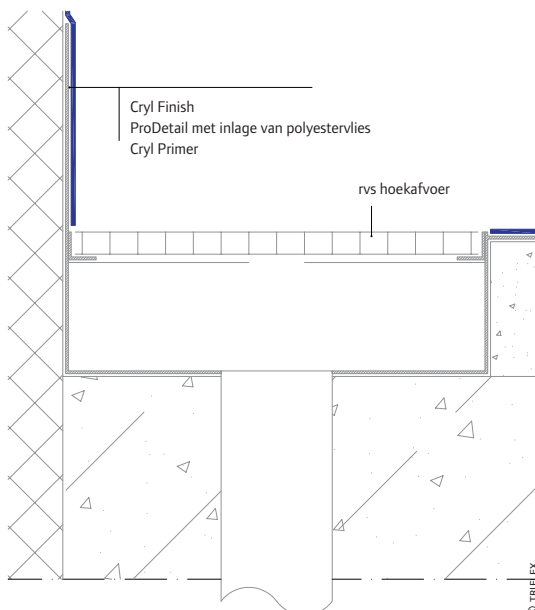 Cryl Finish
ProDetail met inlage van polyestervlies
Cryl Primer
rvs hoekafvoer
© TRIFLEX